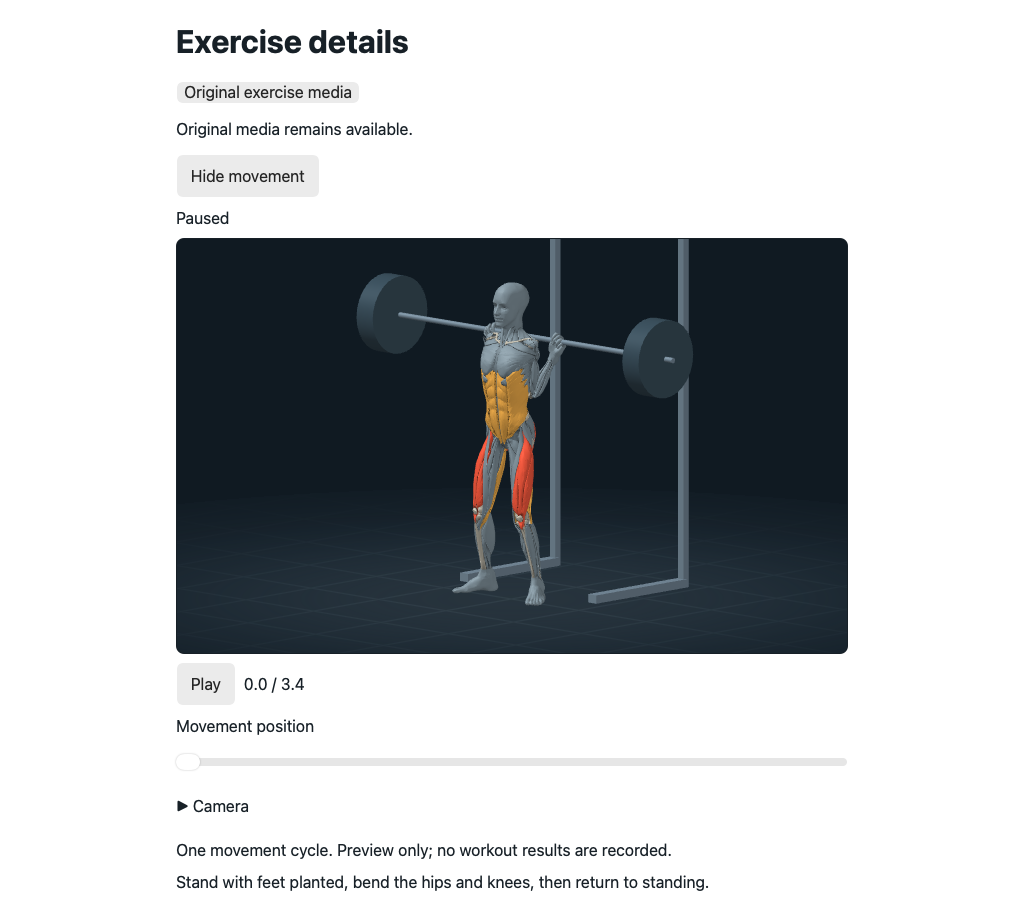 Exercise details
Original exercise media
Original media remains available.
Hide movement
Paused
Play 0.0 / 3.4
Movement position
Camera
One movement cycle. Preview only; no workout results are recorded.
Stand with feet planted, bend the hips and knees, then return to standing.